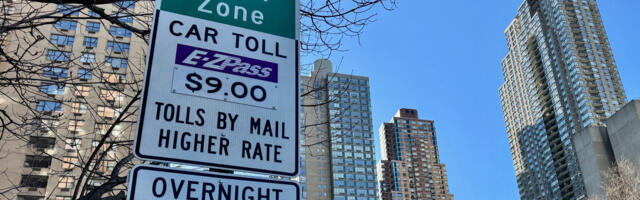 Zone
CAR TOLL
E-ZPass
$9.00
TOLLS BY MAIL
HIGHER RATE
OVERNIGHT